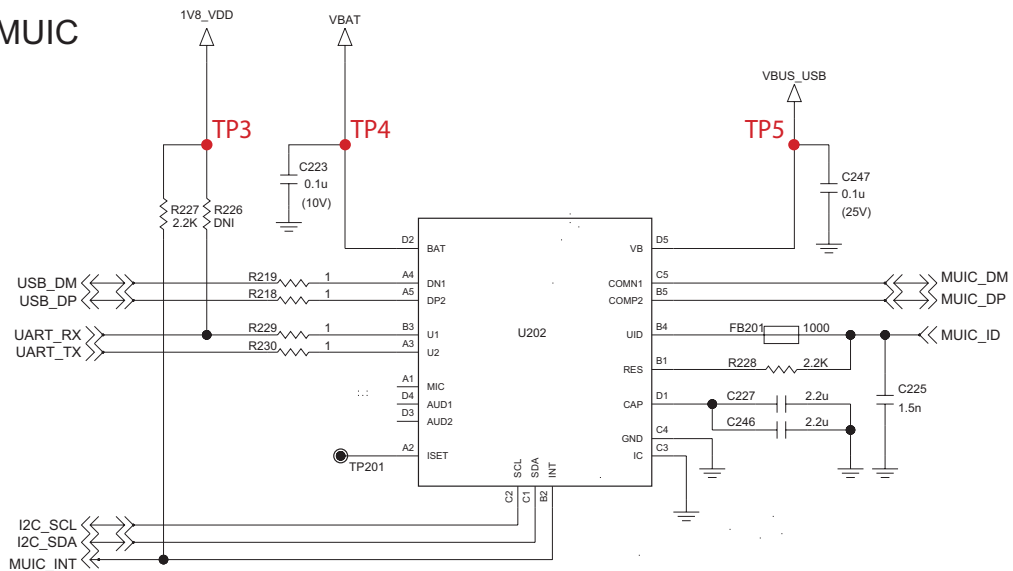 MUIC
1V8_VDD
VBAT
VBUS_USB
TP3
TP4
TP5
C223
0.1u
(10V)
C247
0.1u
(25V)
R227
2.2K
R226
DNI
D2
BAT
D5
VB
USB_DM
R219
1
A4
DN1
C5
COMN1
MUIC_DM
USB_DP
R218
1
A5
DP2
B5
COMP2
MUIC_DP
UART_RX
R229
1
B3
U1
U202
B4
UID
FB201
1000
MUIC_ID
UART_TX
R230
1
A3
U2
B1
RES
R228
2.2K
A1
MIC
D4
AUD1
D3
AUD2
D1
CAP
C227
2.2u
C246
2.2u
C225
1.5n
C4
GND
C3
IC
A2
ISET
TP201
SCL
SDA
INT
C2
C1
B2
I2C_SCL
I2C_SDA
MUIC_INT